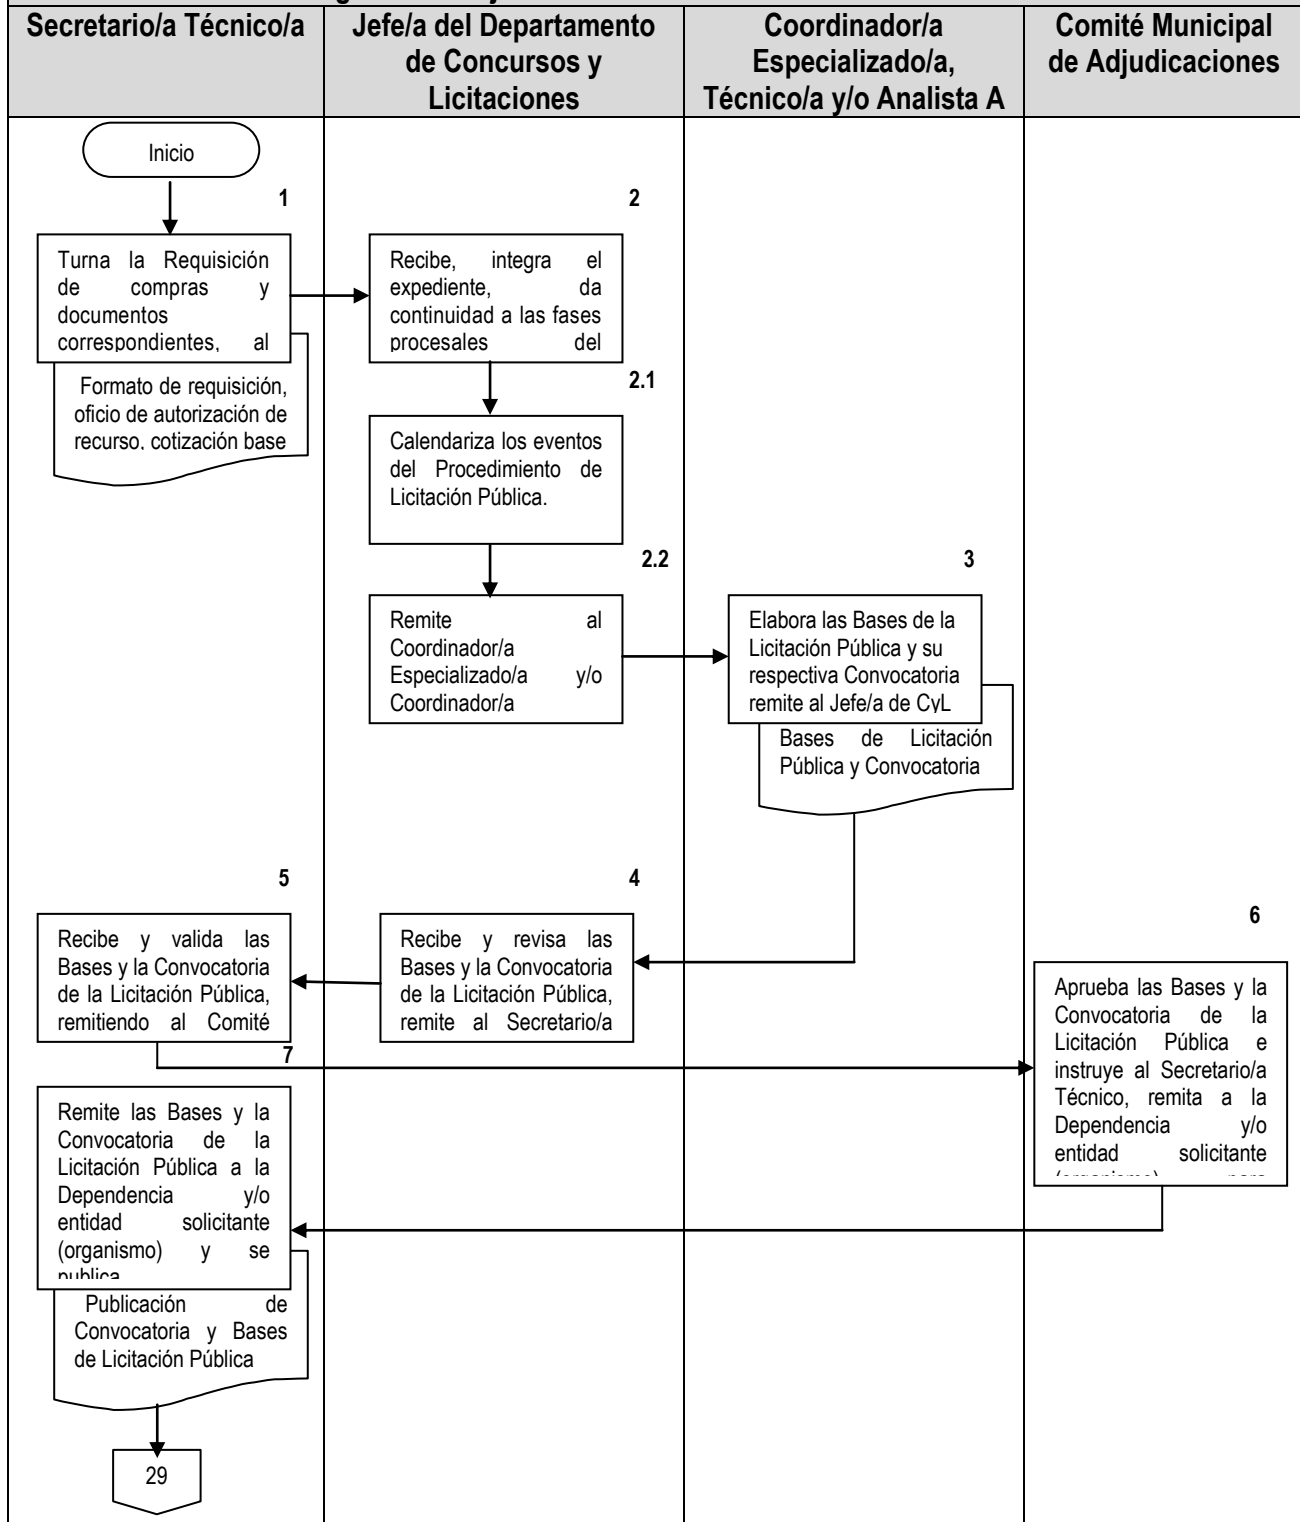 Secretario/a Técnico/a
Jefe/a del Departamento
de Concursos y
Licitaciones
Coordinador/a
Especializado/a,
Técnico/a y/o Analista A
Comité Municipal
de Adjudicaciones
Inicio
1
Turna la Requisición
de compras y
documentos
correspondientes, al
Formato de requisición,
oficio de autorización de
recurso, cotización base
2
Recibe, integra el
expediente, da
continuidad a las fases
procesales del
2.1
Calendariza los eventos
del Procedimiento de
Licitación Pública.
2.2
Remite al
Coordinador/a
Especializado/a y/o
Coordinador/a
3
Elabora las Bases de la
Licitación Pública y su
respectiva Convocatoria
remite al Jefe/a de CyL
Bases de Licitación
Pública y Convocatoria
4
Recibe y revisa las
Bases y la Convocatoria
de la Licitación Pública,
remite al Secretario/a
5
Recibe y valida las
Bases y la Convocatoria
de la Licitación Pública,
remitiendo al Comité
6
Aprueba las Bases y la
Convocatoria de la
Licitación Pública e
instruye al Secretario/a
Técnico, remita a la
Dependencia y/o
entidad solicitante
(organismo) para
7
Remite las Bases y la
Convocatoria de la
Licitación Pública a la
Dependencia y/o
entidad solicitante
(organismo) y se
publica
Publicación de
Convocatoria y Bases
de Licitación Pública
29